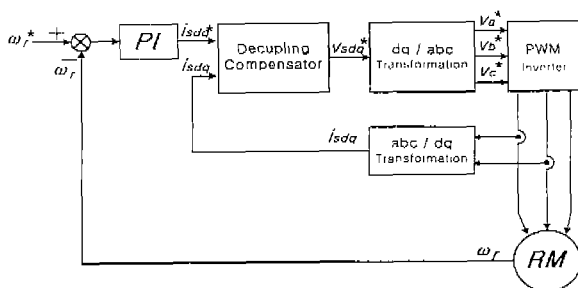 ωr* +
−
ωr
PI
isdq*
isdq
Decupling
Compensator
vsdq*
dq / abc
Transformation
Va*
Vb*
Vc*
PWM
Inverter
isdq
abc / dq
Transformation
ωr
RM